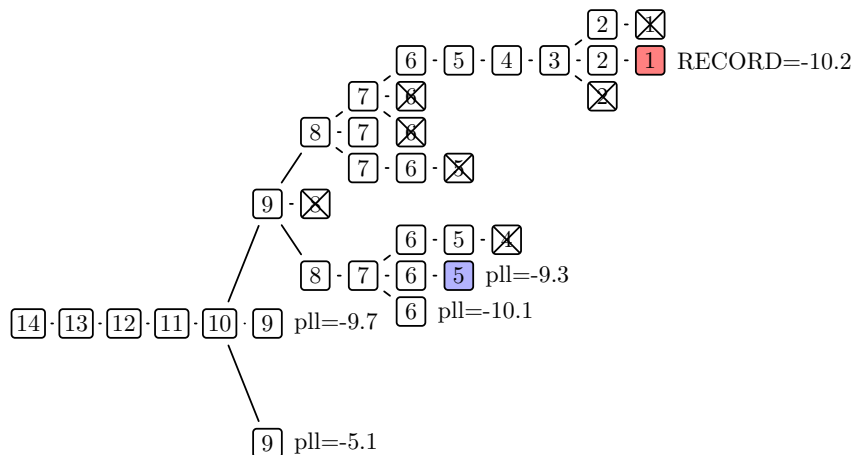 2 1
6 5 4 3 2 1 RECORD=-10.2
7 6 2
8 7 6
7 6 5
9 8
6 5 4
8 7 6 5 pll=-9.3
6 pll=-10.1
14 13 12 11 10 9 pll=-9.7
9 pll=-5.1